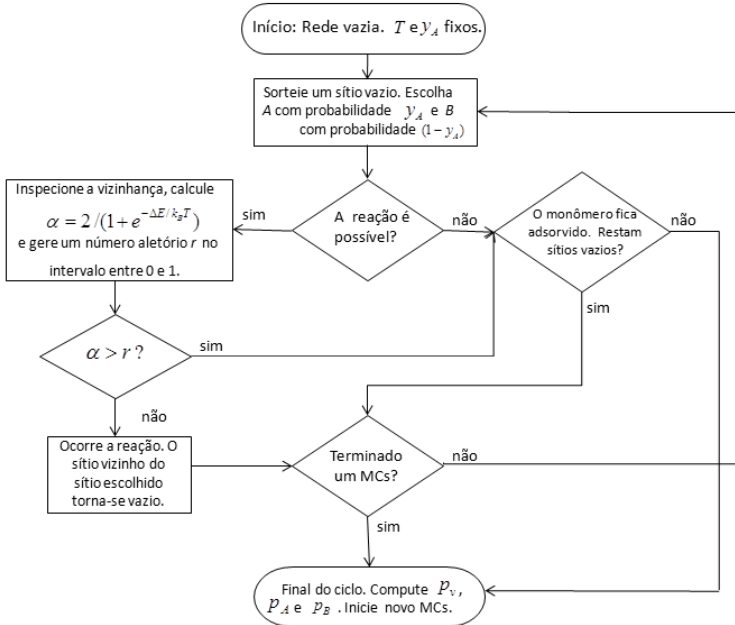 Início: Rede vazia. T e y_A fixos.
Sorteie um sítio vazio. Escolha
A com probabilidade y_A e B
com probabilidade (1 − y_A)
Inspecione a vizinhança, calcule
α = 2 /(1+ e^{−ΔE/k_BT})
e gere um número aletório r no
intervalo entre 0 e 1.
sim
A reação é
possível?
não
O monômero fica
adsorvido. Restam
sítios vazios?
não
sim
α > r ?
sim
não
Ocorre a reação. O
sítio vizinho do
sítio escolhido
torna-se vazio.
Terminado
um MCs?
não
sim
Final do ciclo. Compute p_v,
p_A e p_B . Inicie novo MCs.